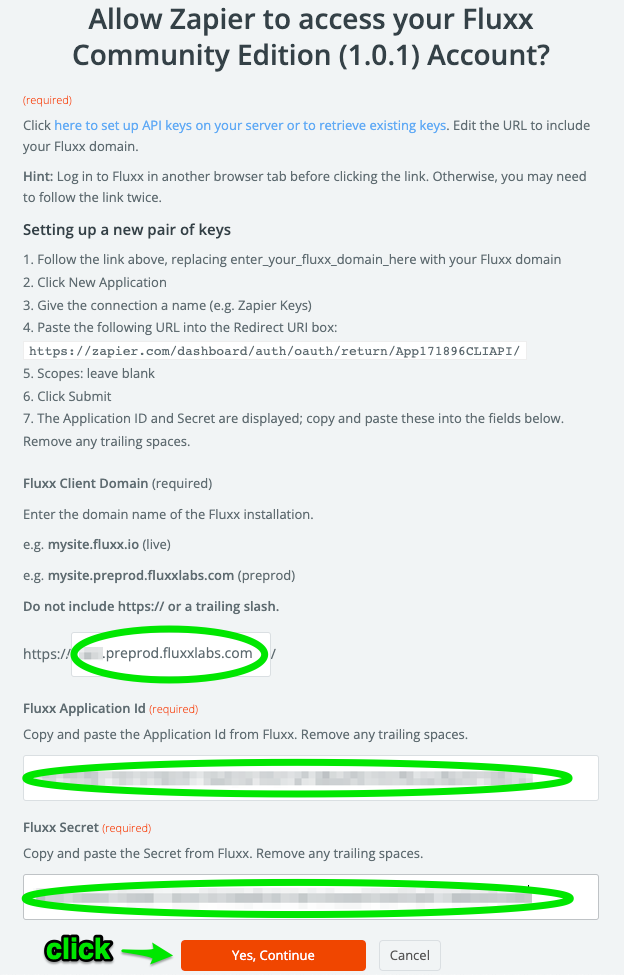 Allow Zapier to access your Fluxx
Community Edition (1.0.1) Account?
(required)
Click here to set up API keys on your server or to retrieve existing keys. Edit the URL to include
your Fluxx domain.
Hint: Log in to Fluxx in another browser tab before clicking the link. Otherwise, you may need
to follow the link twice.
Setting up a new pair of keys
1. Follow the link above, replacing enter_your_fluxx_domain_here with your Fluxx domain
2. Click New Application
3. Give the connection a name (e.g. Zapier Keys)
4. Paste the following URL into the Redirect URI box:
https://zapier.com/dashboard/auth/oauth/return/App171896CLIAPI/
5. Scopes: leave blank
6. Click Submit
7. The Application ID and Secret are displayed; copy and paste these into the fields below.
Remove any trailing spaces.
Fluxx Client Domain (required)
Enter the domain name of the Fluxx installation.
e.g. mysite.fluxx.io (live)
e.g. mysite.preprod.fluxxlabs.com (preprod)
Do not include https:// or a trailing slash.
https:// .preprod.fluxxlabs.com /
Fluxx Application Id (required)
Copy and paste the Application Id from Fluxx. Remove any trailing spaces.
Fluxx Secret (required)
Copy and paste the Secret from Fluxx. Remove any trailing spaces.
click Yes, Continue Cancel